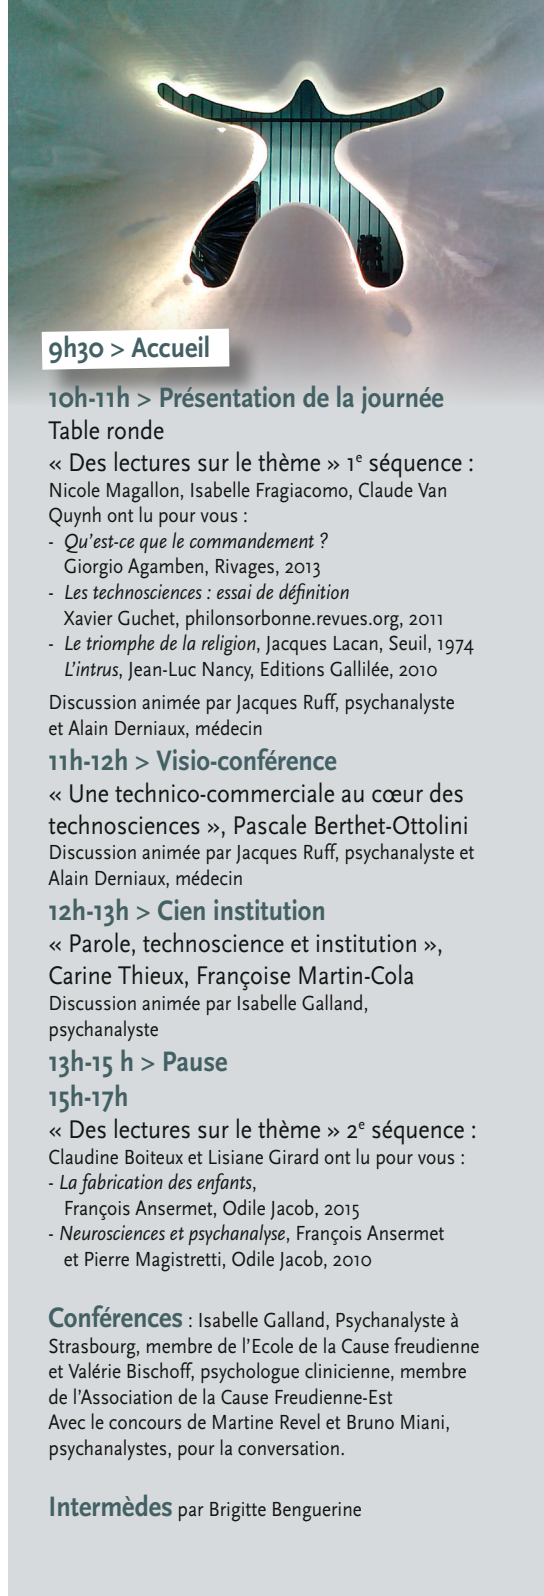 9h30 > Accueil
10h-11h > Présentation de la journée
Table ronde
« Des lectures sur le thème » 1e séquence :
Nicole Magallon, Isabelle Fragiacomo, Claude Van
Quynh ont lu pour vous :
- Qu'est-ce que le commandement ?
Giorgio Agamben, Rivages, 2013
- Les technosciences : essai de définition
Xavier Guchet, philonsorbonne.revues.org, 2011
- Le triomphe de la religion, Jacques Lacan, Seuil, 1974
L'intrus, Jean-Luc Nancy, Editions Gallilée, 2010
Discussion animée par Jacques Ruff, psychanalyste
et Alain Derniaux, médecin
11h-12h > Visio-conférence
« Une technico-commerciale au cœur des
technosciences », Pascale Berthet-Ottolini
Discussion animée par Jacques Ruff, psychanalyste et
Alain Derniaux, médecin
12h-13h > Cien institution
« Parole, technoscience et institution »,
Carine Thieux, Françoise Martin-Cola
Discussion animée par Isabelle Galland,
psychanalyste
13h-15 h > Pause
15h-17h
« Des lectures sur le thème » 2e séquence :
Claudine Boiteux et Lisiane Girard ont lu pour vous :
- La fabrication des enfants,
François Ansermet, Odile Jacob, 2015
- Neurosciences et psychanalyse, François Ansermet
et Pierre Magistretti, Odile Jacob, 2010
Conférences : Isabelle Galland, Psychanalyste à
Strasbourg, membre de l'Ecole de la Cause freudienne
et Valérie Bischoff, psychologue clinicienne, membre
de l'Association de la Cause Freudienne-Est
Avec le concours de Martine Revel et Bruno Miani,
psychanalystes, pour la conversation.
Intermèdes par Brigitte Benguerine